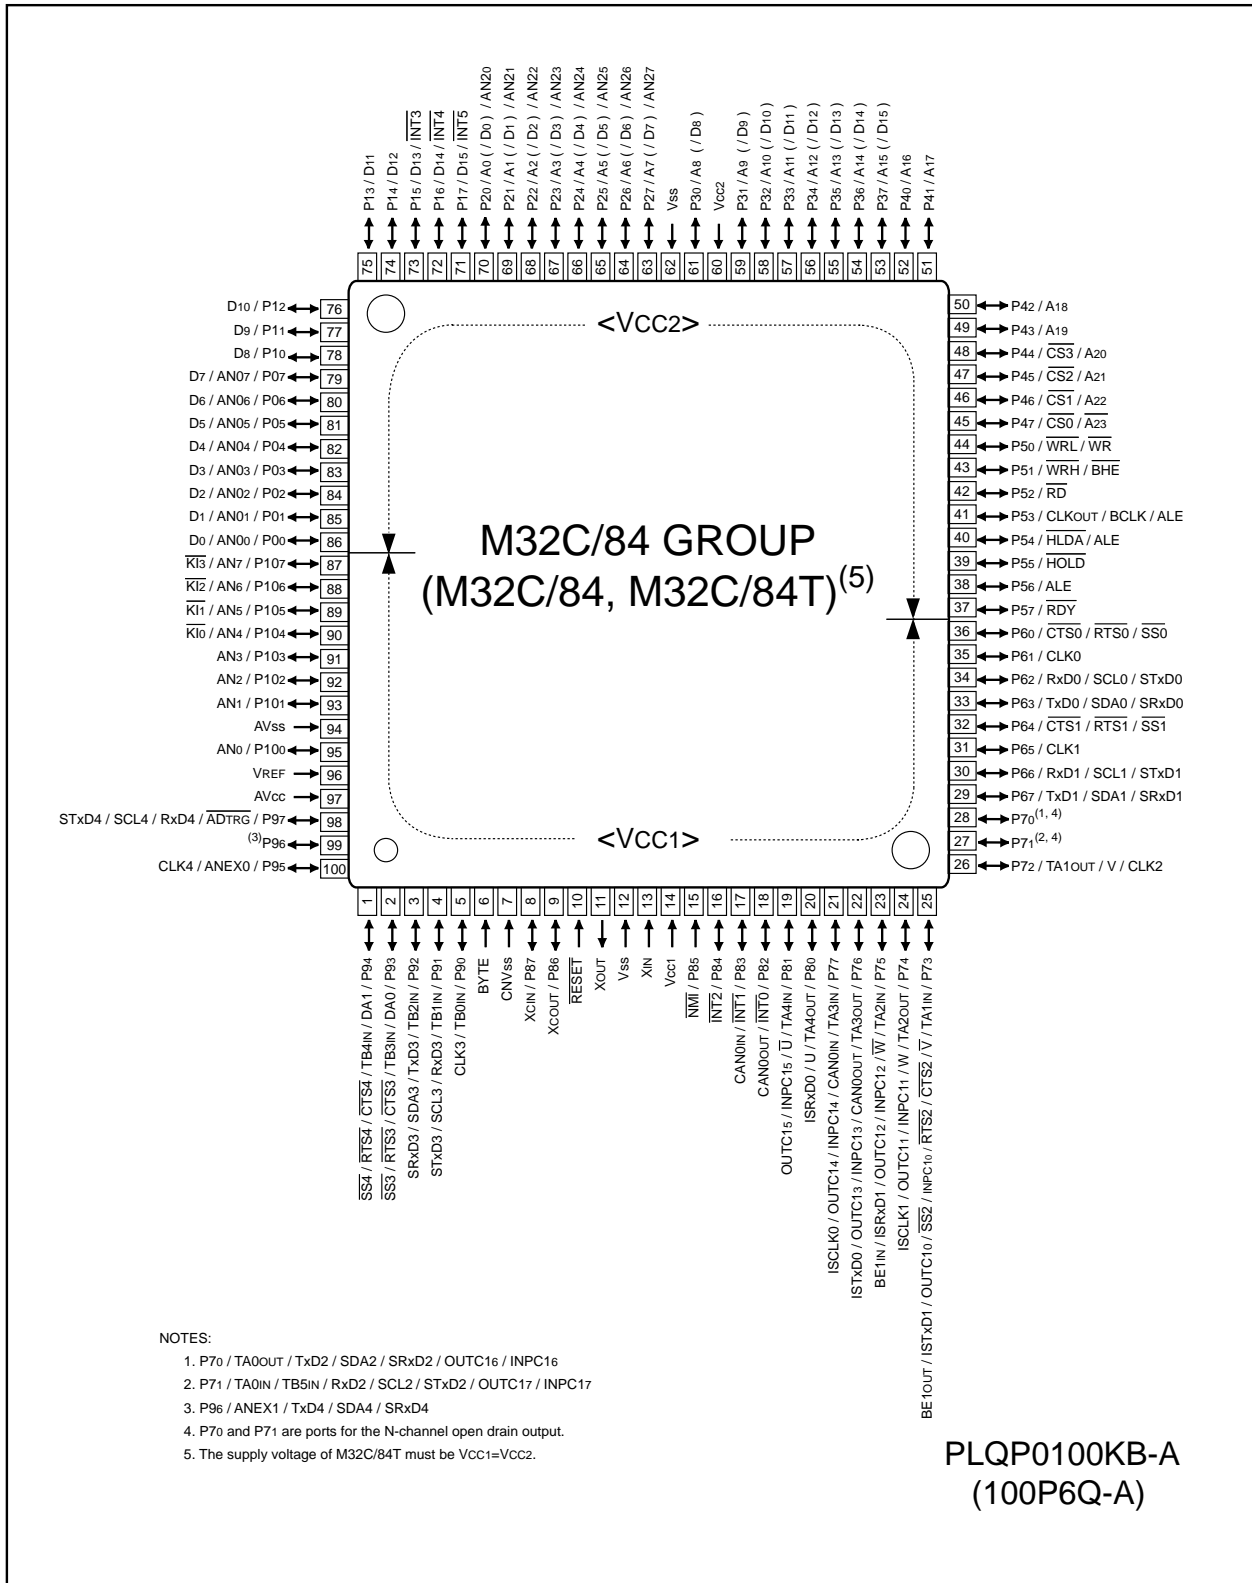 P13 / D11
P14 / D12
P15 / D13 / INT3
P16 / D14 / INT4
P17 / D15 / INT5
P20 / A0 ( / D0 ) / AN20
P21 / A1 ( / D1 ) / AN21
P22 / A2 ( / D2 ) / AN22
P23 / A3 ( / D3 ) / AN23
P24 / A4 ( / D4 ) / AN24
P25 / A5 ( / D5 ) / AN25
P26 / A6 ( / D6 ) / AN26
P27 / A7 ( / D7 ) / AN27
Vss
P30 / A8 ( / D8 )
Vcc2
P31 / A9 ( / D9 )
P32 / A10 ( / D10 )
P33 / A11 ( / D11 )
P34 / A12 ( / D12 )
P35 / A13 ( / D13 )
P36 / A14 ( / D14 )
P37 / A15 ( / D15 )
P40 / A16
P41 / A17
75 74 73 72 71 70 69 68 67 66 65 64 63 62 61 60 59 58 57 56 55 54 53 52 51
D10 / P12 76
D9 / P11 77
D8 / P10 78
D7 / AN07 / P07 79
D6 / AN06 / P06 80
D5 / AN05 / P05 81
D4 / AN04 / P04 82
D3 / AN03 / P03 83
D2 / AN02 / P02 84
D1 / AN01 / P01 85
D0 / AN00 / P00 86
KI3 / AN7 / P107 87
KI2 / AN6 / P106 88
KI1 / AN5 / P105 89
KI0 / AN4 / P104 90
AN3 / P103 91
AN2 / P102 92
AN1 / P101 93
AVss 94
AN0 / P100 95
VREF 96
AVcc 97
STxD4 / SCL4 / RxD4 / ADTRG / P97 98
(3)P96 99
CLK4 / ANEX0 / P95 100
<VCC2>
M32C/84 GROUP
(M32C/84, M32C/84T)(5)
<VCC1>
50 P42 / A18
49 P43 / A19
48 P44 / CS3 / A20
47 P45 / CS2 / A21
46 P46 / CS1 / A22
45 P47 / CS0 / A23
44 P50 / WRL / WR
43 P51 / WRH / BHE
42 P52 / RD
41 P53 / CLKOUT / BCLK / ALE
40 P54 / HLDA / ALE
39 P55 / HOLD
38 P56 / ALE
37 P57 / RDY
36 P60 / CTS0 / RTS0 / SS0
35 P61 / CLK0
34 P62 / RxD0 / SCL0 / STxD0
33 P63 / TxD0 / SDA0 / SRxD0
32 P64 / CTS1 / RTS1 / SS1
31 P65 / CLK1
30 P66 / RxD1 / SCL1 / STxD1
29 P67 / TxD1 / SDA1 / SRxD1
28 P70(1, 4)
27 P71(2, 4)
26 P72 / TA1OUT / V / CLK2
1 2 3 4 5 6 7 8 9 10 11 12 13 14 15 16 17 18 19 20 21 22 23 24 25
SS4 / RTS4 / CTS4 / TB4IN / DA1 / P94
SS3 / RTS3 / CTS3 / TB3IN / DA0 / P93
SRxD3 / SDA3 / TxD3 / TB2IN / P92
STxD3 / SCL3 / RxD3 / TB1IN / P91
CLK3 / TB0IN / P90
BYTE
CNVss
XCIN / P87
XCOUT / P86
RESET
XOUT
Vss
XIN
Vcc1
NMI / P85
INT2 / P84
CAN0IN / INT1 / P83
CAN0OUT / INT0 / P82
OUTC15 / INPC15 / U / TA4IN / P81
ISRxD0 / U / TA4OUT / P80
ISCLK0 / OUTC14 / INPC14 / CAN0IN / TA3IN / P77
ISTxD0 / OUTC13 / INPC13 / CAN0OUT / TA3OUT / P76
BE1IN / ISRxD1 / OUTC12 / INPC12 / W / TA2IN / P75
ISCLK1 / OUTC11 / INPC11 / W / TA2OUT / P74
BE1OUT / ISTxD1 / OUTC10 / SS2 / INPC10 / RTS2 / CTS2 / V / TA1IN / P73
NOTES:
1. P70 / TA0OUT / TxD2 / SDA2 / SRxD2 / OUTC16 / INPC16
2. P71 / TA0IN / TB5IN / RxD2 / SCL2 / STxD2 / OUTC17 / INPC17
3. P96 / ANEX1 / TxD4 / SDA4 / SRxD4
4. P70 and P71 are ports for the N-channel open drain output.
5. The supply voltage of M32C/84T must be VCC1=VCC2.
PLQP0100KB-A
(100P6Q-A)